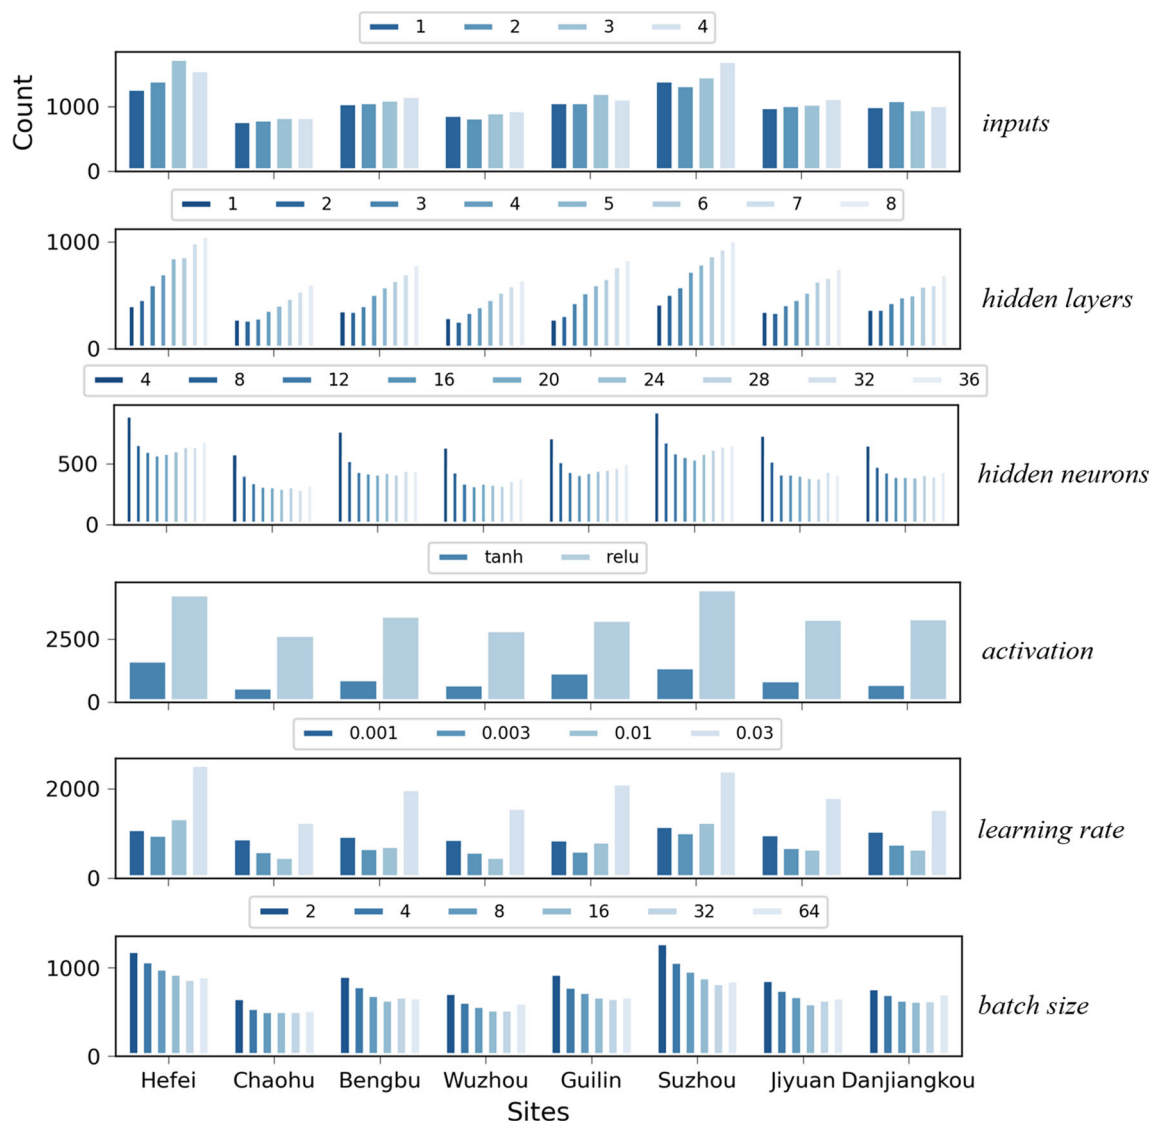 1 2 3 4
Count
1000
0
inputs
1 2 3 4 5 6 7 8
1000
0
hidden layers
4 8 12 16 20 24 28 32 36
500
0
hidden neurons
tanh relu
2500
0
activation
0.001 0.003 0.01 0.03
2000
0
learning rate
2 4 8 16 32 64
1000
0
batch size
Hefei Chaohu Bengbu Wuzhou Guilin Suzhou Jiyuan Danjiangkou
Sites